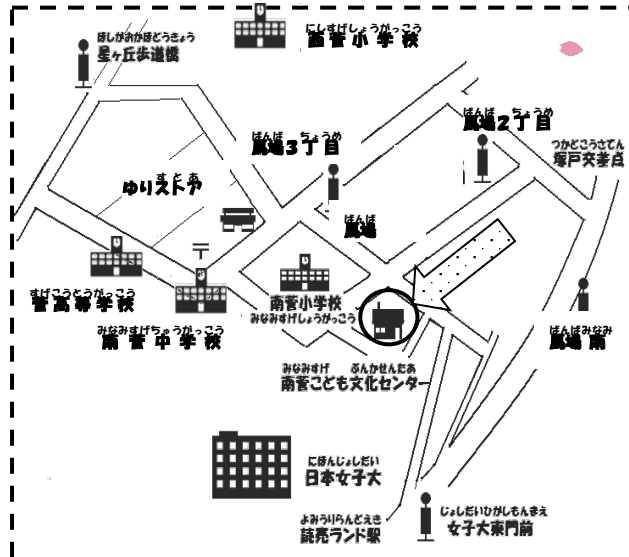 ほしがおかほどうきょう
星ヶ丘歩道橋
にしすげしょうがっこう
西菅小学校
ばんば ちょうめ
馬場3丁目
ばんば ちょうめ
馬場2丁目
つかどこうさてん
塚戸交差点
すとあ
ゆりストア
ばんば
馬場
すげこうとうがっこう
菅高等学校
みなみすげちゅうがっこう
南菅中学校
南菅小学校
みなみすげしょうがっこう
ばんばみなみ
馬場南
みなみすげ ぶんかせんたあ
南菅こども文化センター
にほんじょしだい
日本女子大
よみうりらんどえき
読売ランド駅
じょしだいひがしもんまえ
女子大東門前